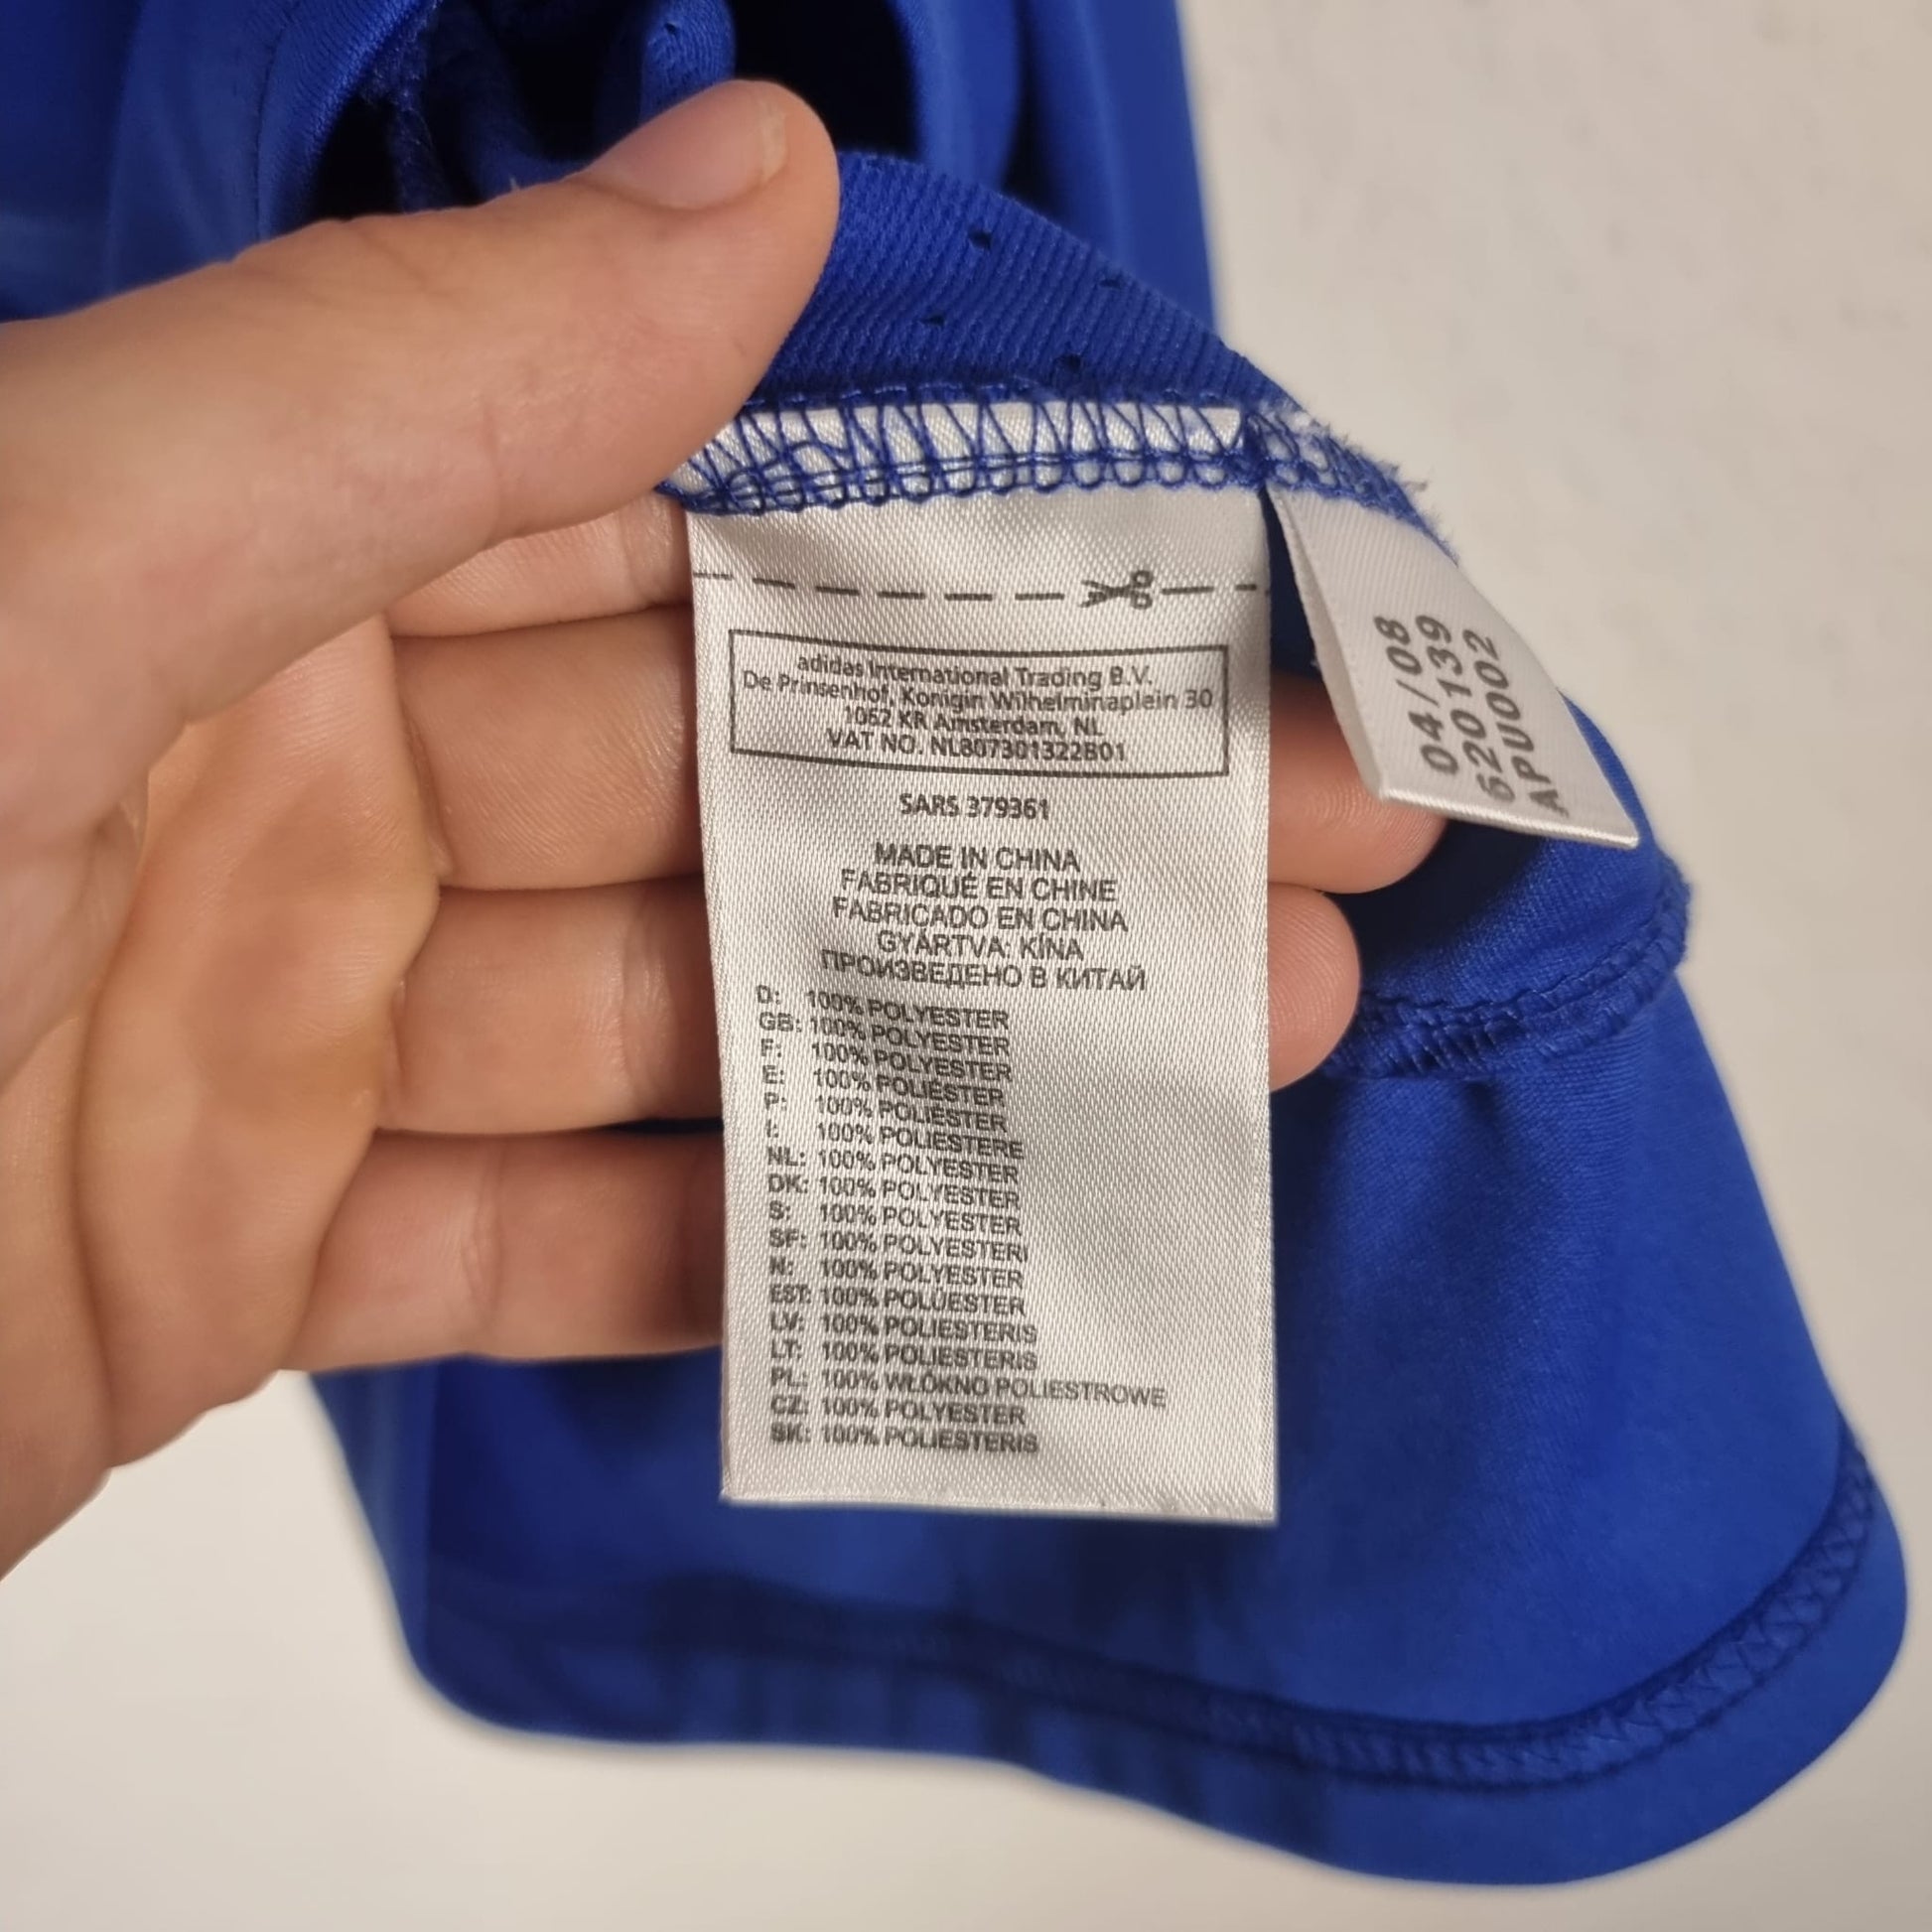 adidas International Trading B.V.
De Prinsenhof, Konigin Wilhelminaplein 30
1062 KR Amsterdam, NL
VAT NO. NL807301322B01
SARS 379361
MADE IN CHINA
FABRIQUÉ EN CHINE
FABRICADO EN CHINA
GYÁRTVA: KÍNA
ПРОИЗВЕДЕНО В КИТАЙ
D: 100% POLYESTER
GB: 100% POLYESTER
F: 100% POLYESTER
E: 100% POLIÉSTER
P: 100% POLIÉSTER
I: 100% POLIESTERE
NL: 100% POLYESTER
DK: 100% POLYESTER
S: 100% POLYESTER
SF: 100% POLYESTERI
N: 100% POLYESTER
EST: 100% POLÜESTER
LV: 100% POLIESTERIS
LT: 100% POLIESTERIS
PL: 100% WŁÓKNO POLIESTROWE
CZ: 100% POLYESTER
SK: 100% POLIESTERIS
04/08
620139
APU002